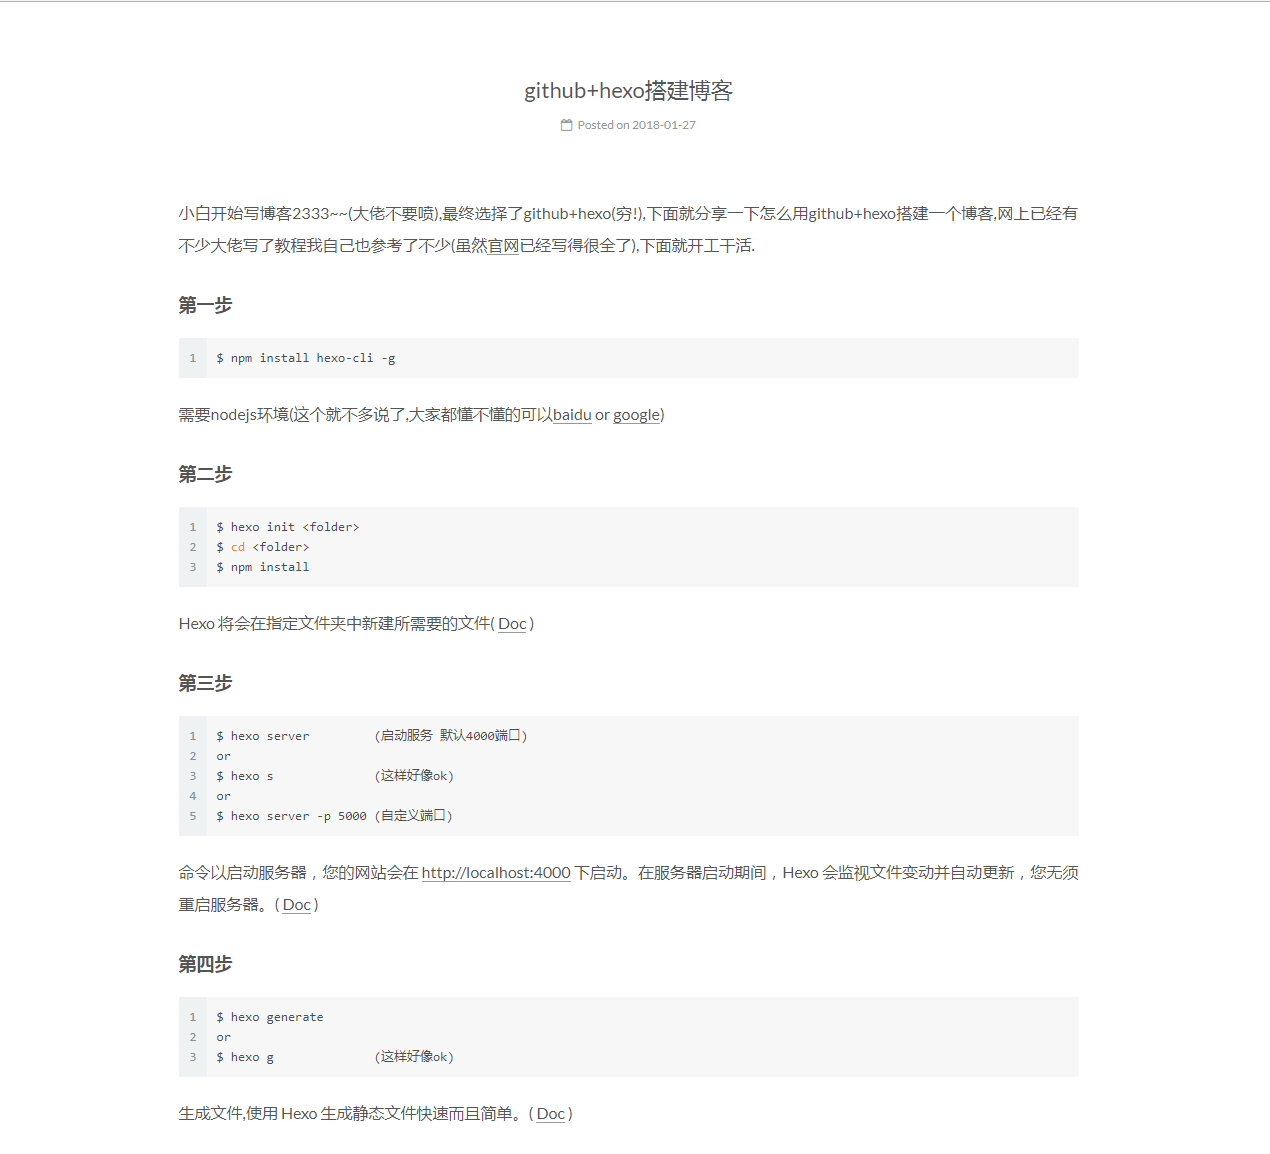 github+hexo搭建博客
Posted on 2018-01-27
小白开始写博客2333~~(大佬不要喷),最终选择了github+hexo(穷!),下面就分享一下怎么用github+hexo搭建一个博客,网上已经有
不少大佬写了教程我自己也参考了不少(虽然官网已经写得很全了),下面就开工干活.
第一步
1 $ npm install hexo-cli -g
需要nodejs环境(这个就不多说了,大家都懂不懂的可以baidu or google)
第二步
1 $ hexo init <folder>
2 $ cd <folder>
3 $ npm install
Hexo 将会在指定文件夹中新建所需要的文件( Doc )
第三步
1 $ hexo server (启动服务 默认4000端口)
2 or
3 $ hexo s (这样好像ok)
4 or
5 $ hexo server -p 5000 (自定义端口)
命令以启动服务器，您的网站会在 http://localhost:4000 下启动。在服务器启动期间，Hexo 会监视文件变动并自动更新，您无须
重启服务器。( Doc )
第四步
1 $ hexo generate
2 or
3 $ hexo g (这样好像ok)
生成文件,使用 Hexo 生成静态文件快速而且简单。( Doc )